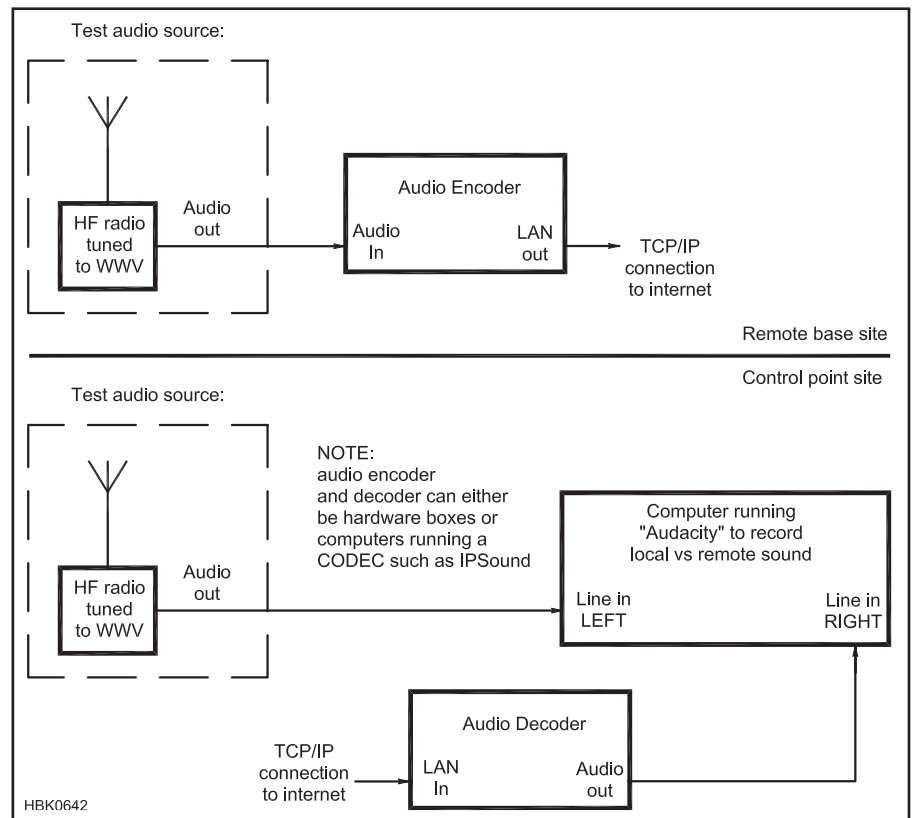 Test audio source:
HF radio
tuned
to WWV
Audio
out
Audio Encoder
Audio
In
LAN
out
TCP/IP
connection
to internet
Remote base site
Control point site
Test audio source:
HF radio
tuned
to WWV
Audio
out
NOTE:
audio encoder
and decoder can either
be hardware boxes or
computers running a
CODEC such as IPSound
Computer running
"Audacity" to record
local vs remote sound
Line in
LEFT
Line in
RIGHT
Audio Decoder
TCP/IP
connection
to internet
LAN
In
Audio
out
HBK0642